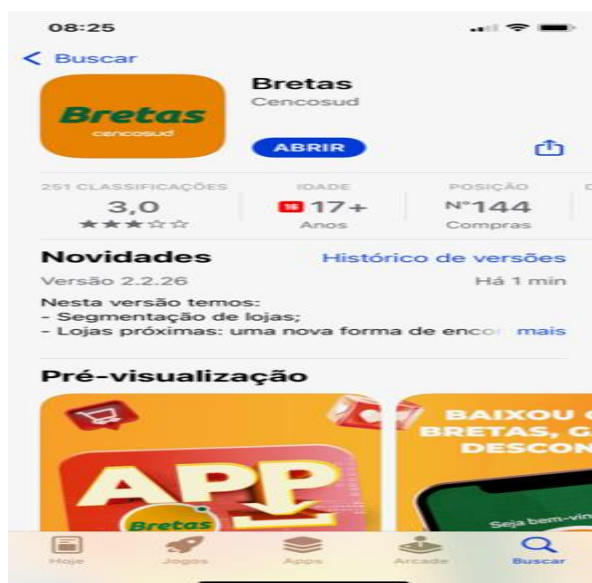 08:25
Buscar
Bretas
cencosud
Bretas
Cencosud
ABRIR
251 CLASSIFICAÇÕES
3,0
IDADE
16 17+
Anos
POSIÇÃO
Nº144
Compras
Novidades
Histórico de versões
Versão 2.2.26
Há 1 min
Nesta versão temos:
- Segmentação de lojas;
- Lojas próximas: uma nova forma de encon mais
Pré-visualização
APP
Bretas
BAIXOU
BRETAS,
DESCON
Seja bem-vin
Hoje
Jogos
Apps
Arcade
Buscar